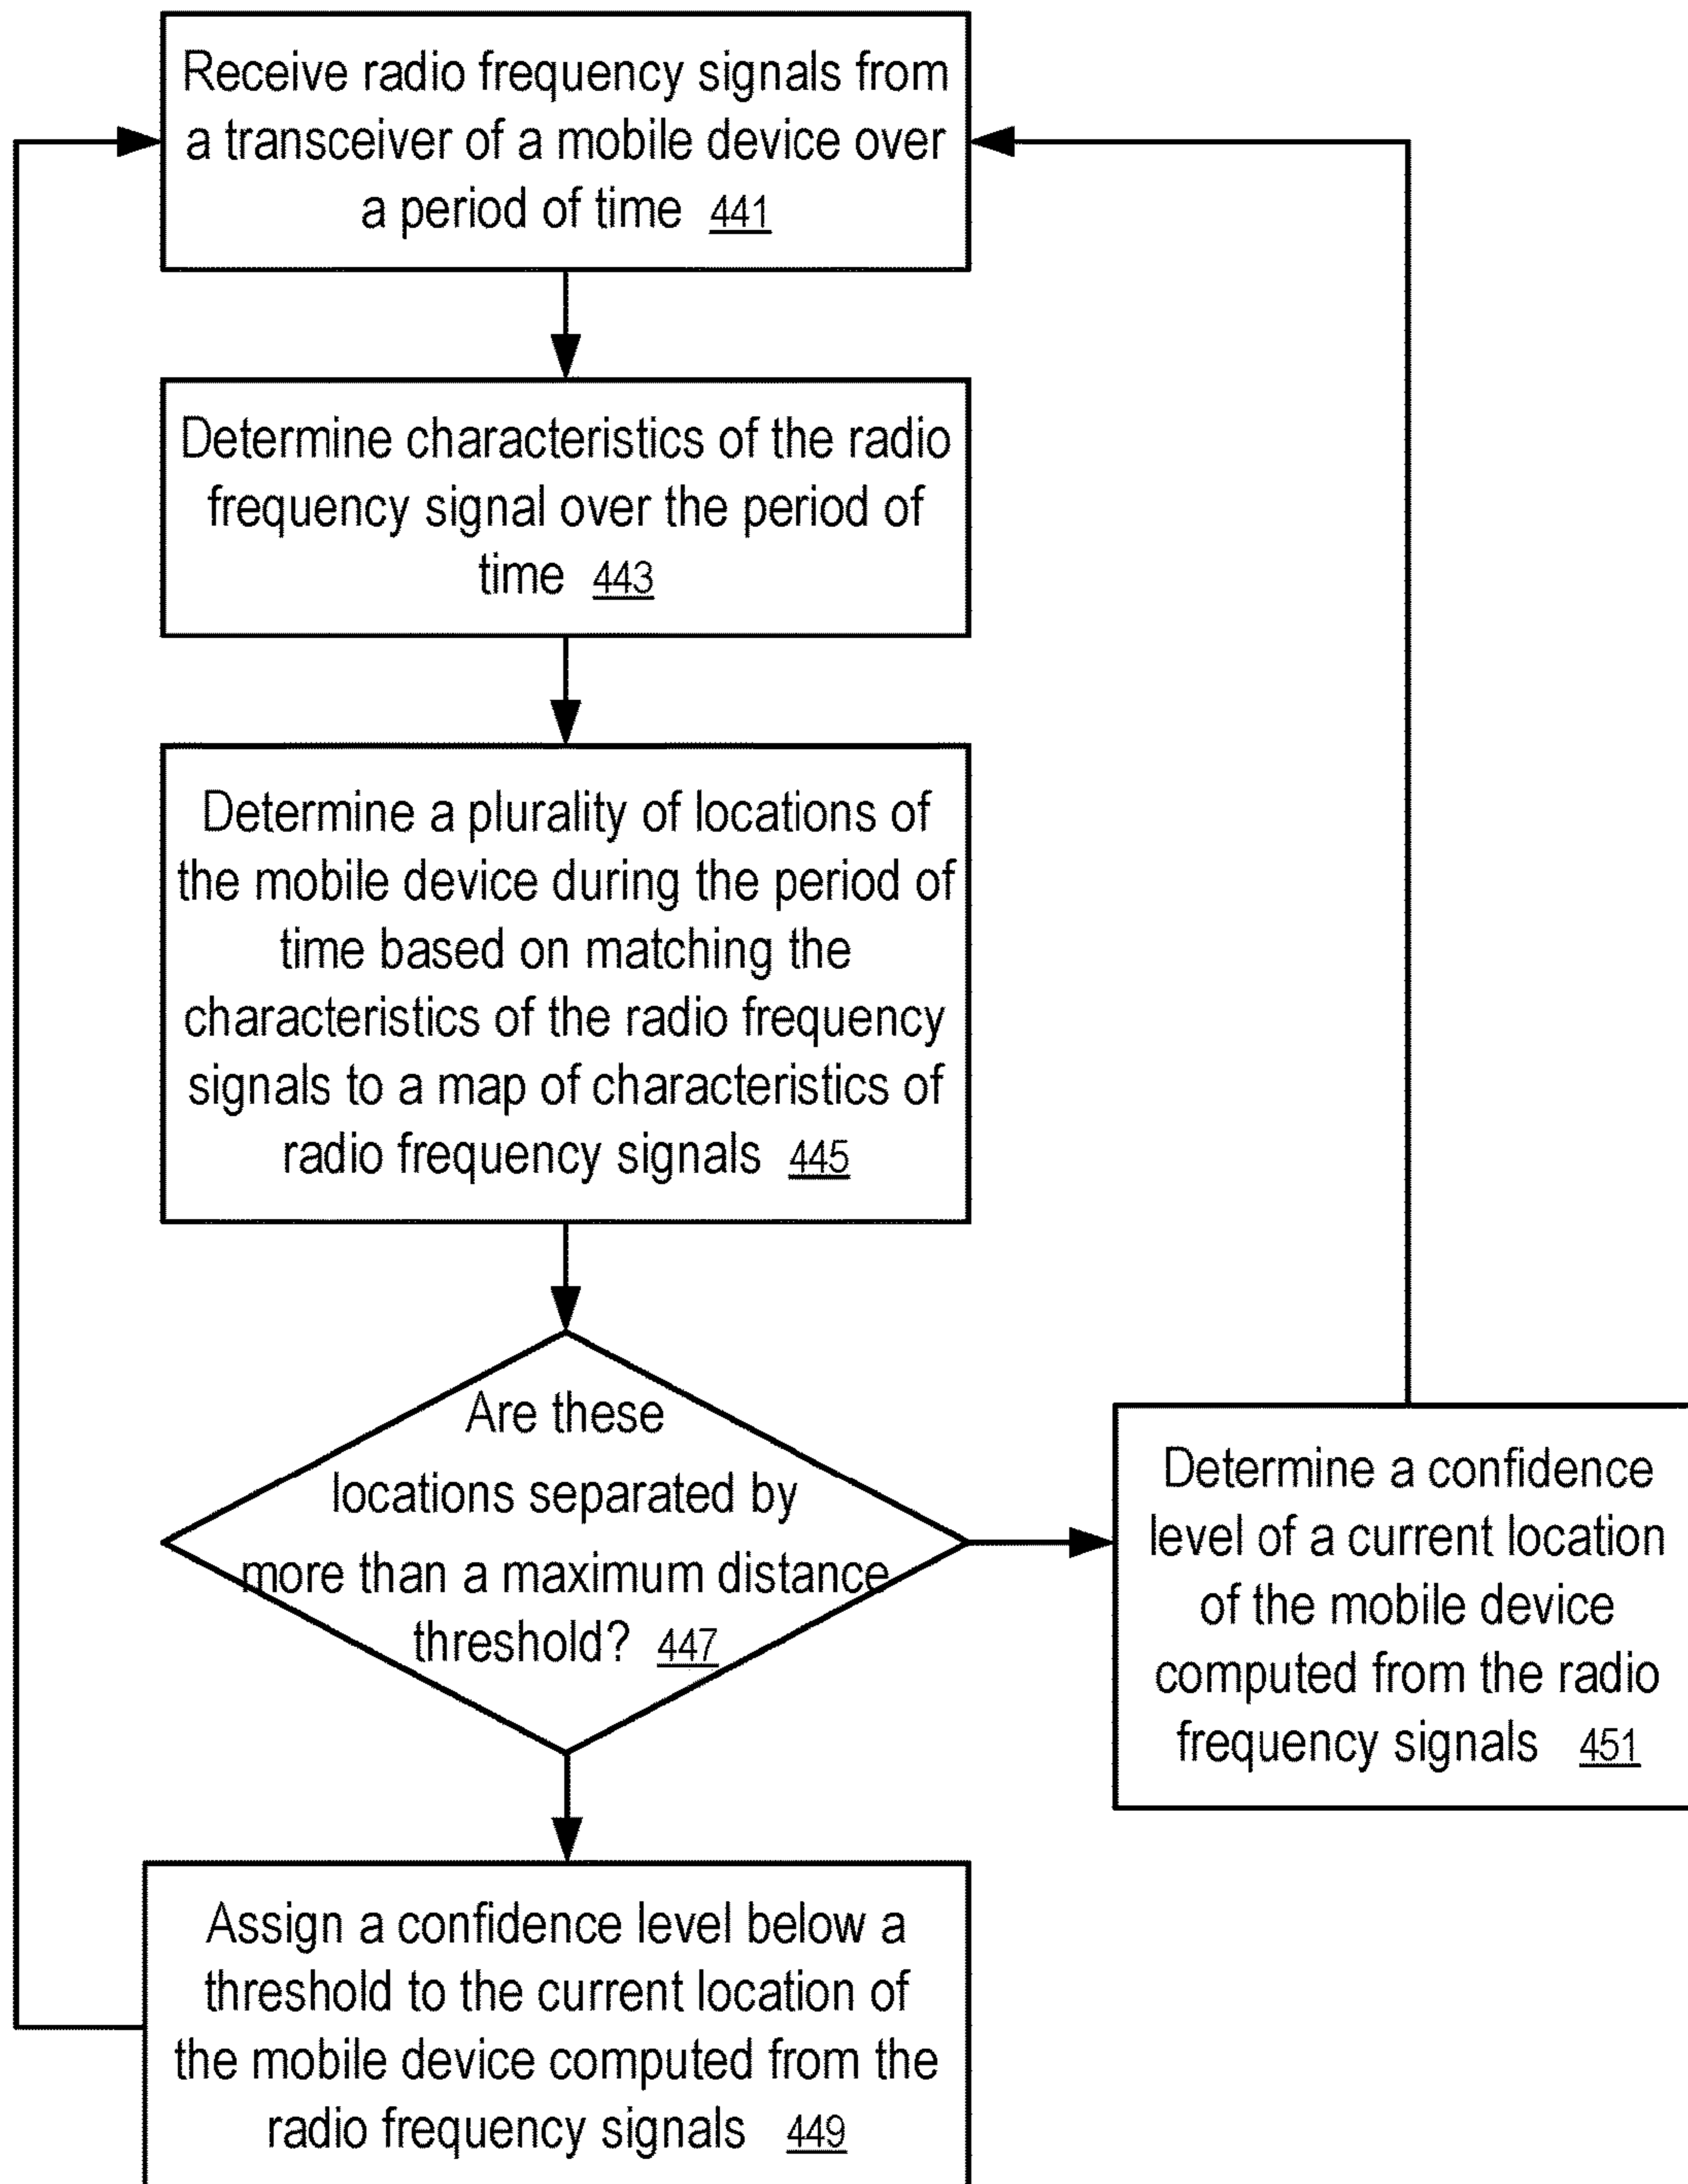 Receive radio frequency signals from
a transceiver of a mobile device over
a period of time 441
Determine characteristics of the radio
frequency signal over the period of
time 443
Determine a plurality of locations of
the mobile device during the period of
time based on matching the
characteristics of the radio frequency
signals to a map of characteristics of
radio frequency signals 445
Are these
locations separated by
more than a maximum distance
threshold? 447
Determine a confidence
level of a current location
of the mobile device
computed from the radio
frequency signals 451
Assign a confidence level below a
threshold to the current location of
the mobile device computed from the
radio frequency signals 449